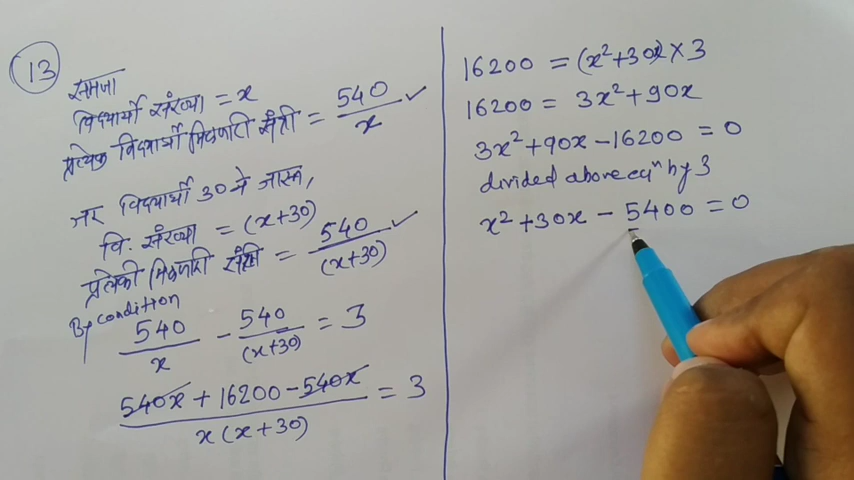 13
समजा
विद्यार्थी संख्या = x
प्रत्येक विद्यार्थी मिळणारी संत्री = 540/x ✓
जर विद्यार्थी 30 ने जास्त,
वि. संख्या = (x+30)
प्रत्येकी मिळणारी संत्री = 540/(x+30) ✓
By condition
540/x - 540/(x+30) = 3
(540x + 16200 - 540x)/(x(x+30)) = 3
16200 = (x²+30x) × 3
16200 = 3x² + 90x
3x² + 90x - 16200 = 0
divided above eqⁿ by 3
x² + 30x - 5400 = 0